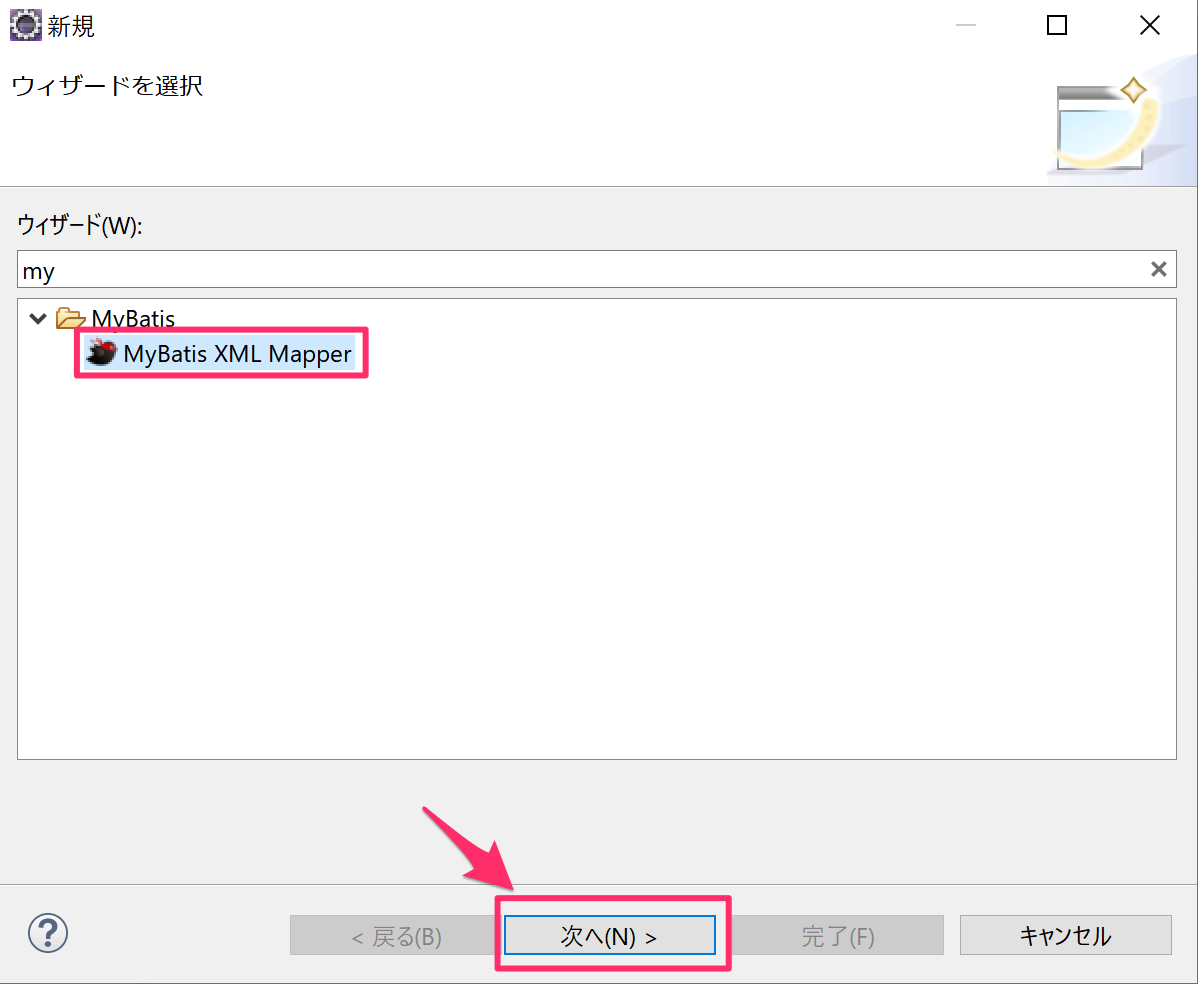 新規
ウィザードを選択
ウィザード(W):
my
MyBatis
MyBatis XML Mapper
< 戻る(B)
次へ(N) >
完了(F)
キャンセル